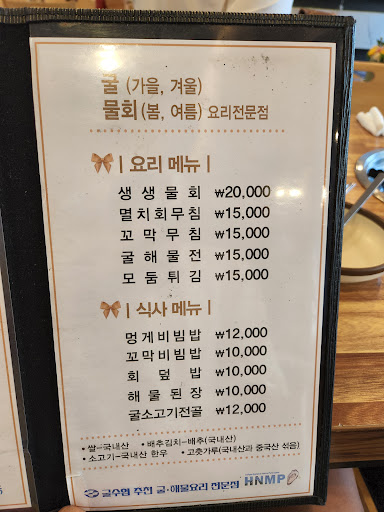 굴 (가을, 겨울)
물회(봄, 여름) 요리전문점
| 요리 메뉴 |
생생물회 ₩20,000
멸치회무침 ₩15,000
꼬막무침 ₩15,000
굴해물전 ₩15,000
모둠튀김 ₩15,000
| 식사 메뉴 |
멍게비빔밥 ₩12,000
꼬막비빔밥 ₩10,000
회덮밥 ₩10,000
해물된장 ₩10,000
굴소고기전골 ₩12,000
• 쌀-국내산 • 배추김치-배추(국내산)
• 소고기-국내산 한우 • 고춧가루(국내산과 중국산 섞음)
굴수협 추천 굴·해물요리 전문점 HNMP